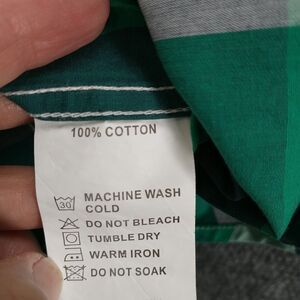 100% COTTON
30
MACHINE WASH
COLD
DO NOT BLEACH
TUMBLE DRY
WARM IRON
DO NOT SOAK